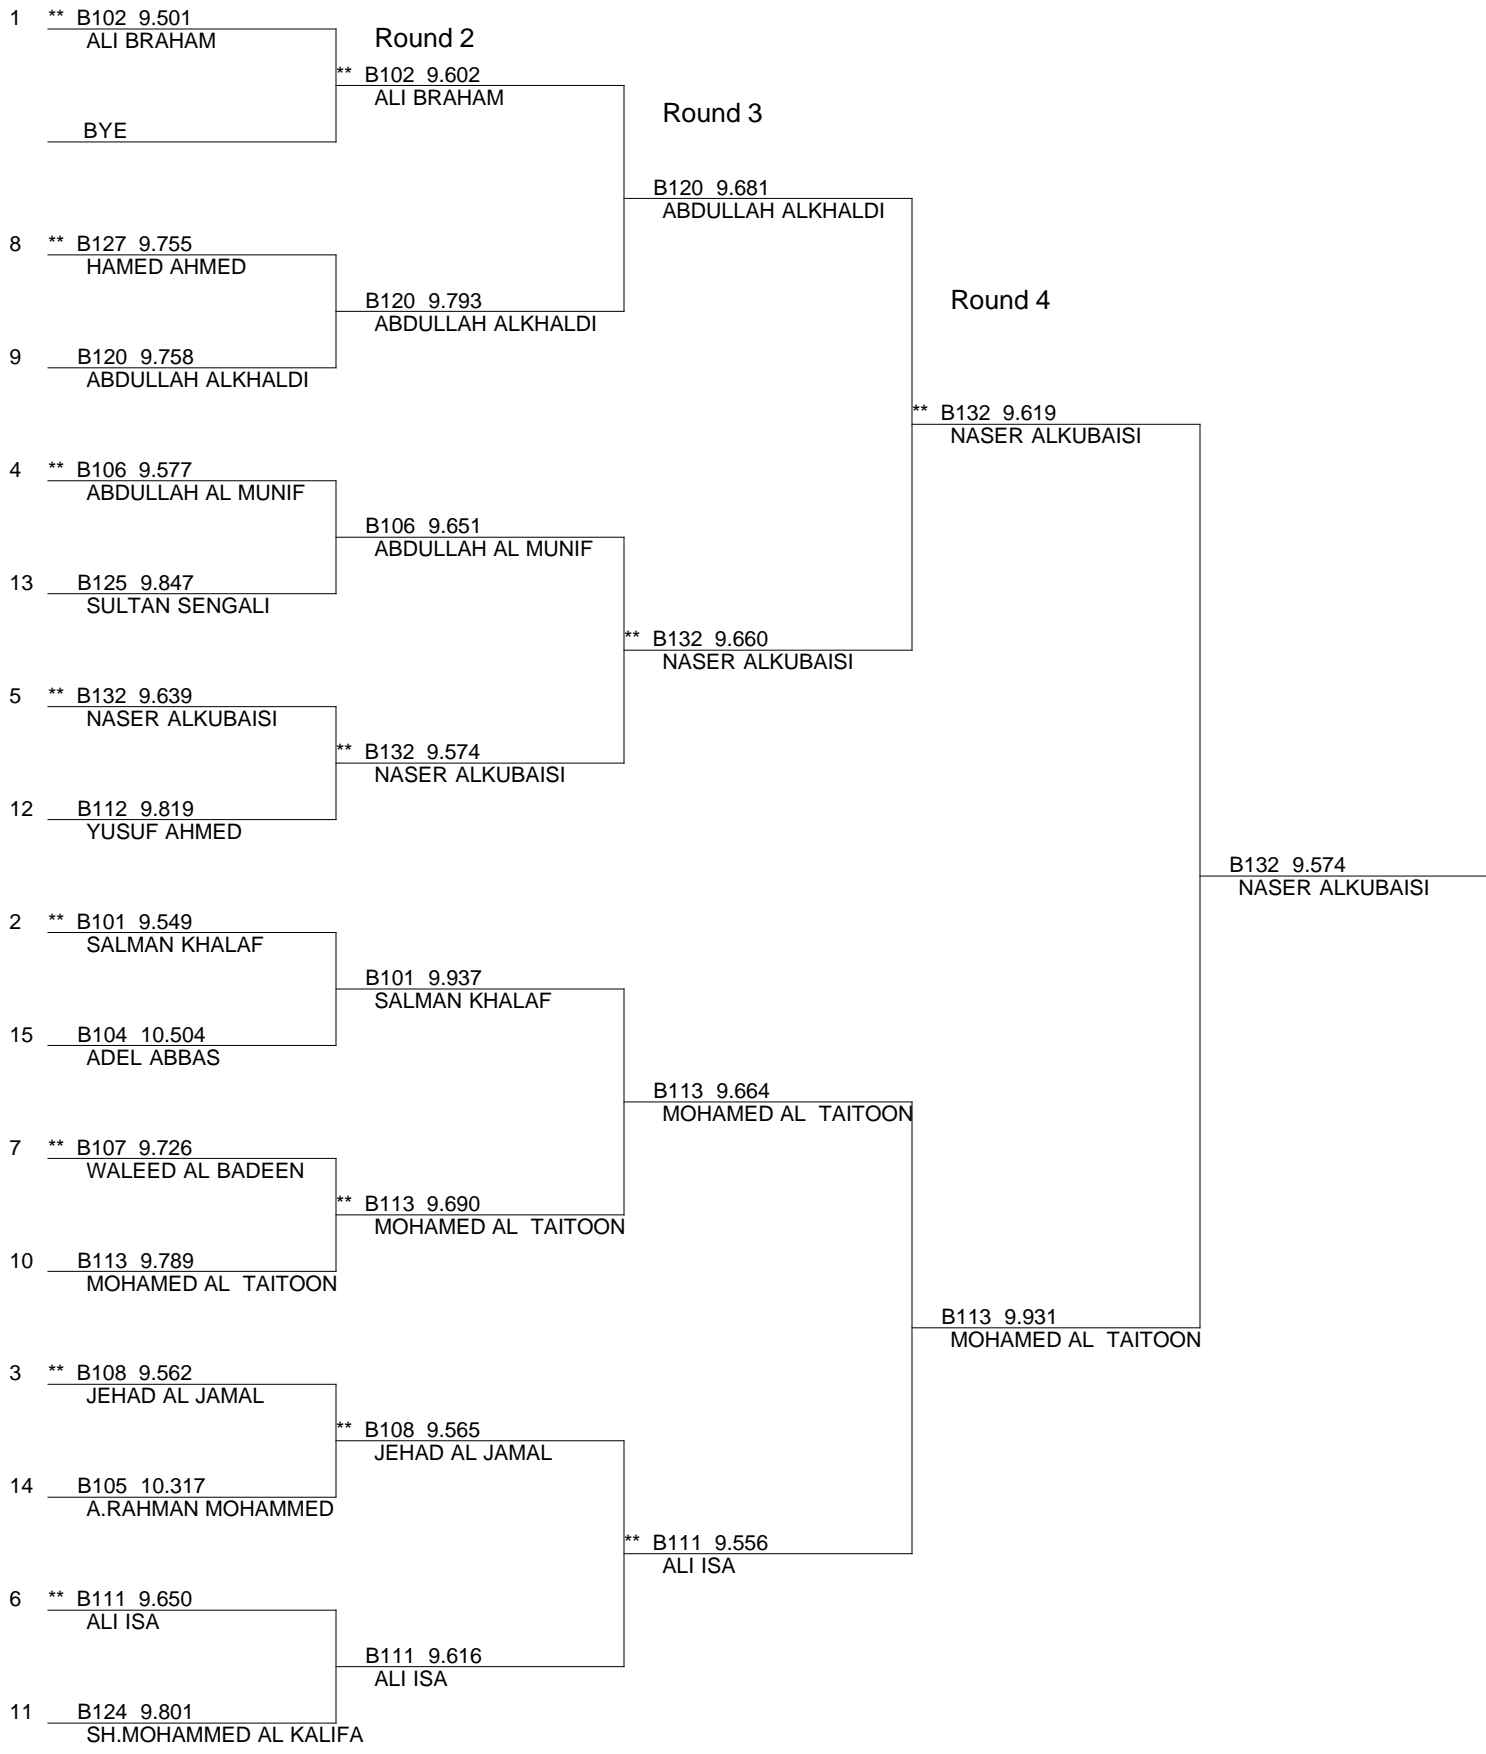 1 ** B102 9.501
ALI BRAHAM
Round 2
** B102 9.602
ALI BRAHAM
Round 3
BYE
B120 9.681
ABDULLAH ALKHALDI
8 ** B127 9.755
HAMED AHMED
Round 4
B120 9.793
ABDULLAH ALKHALDI
9 B120 9.758
ABDULLAH ALKHALDI
** B132 9.619
NASER ALKUBAISI
4 ** B106 9.577
ABDULLAH AL MUNIF
B106 9.651
ABDULLAH AL MUNIF
13 B125 9.847
SULTAN SENGALI
** B132 9.660
NASER ALKUBAISI
5 ** B132 9.639
NASER ALKUBAISI
** B132 9.574
NASER ALKUBAISI
12 B112 9.819
YUSUF AHMED
B132 9.574
NASER ALKUBAISI
2 ** B101 9.549
SALMAN KHALAF
B101 9.937
SALMAN KHALAF
15 B104 10.504
ADEL ABBAS
B113 9.664
MOHAMED AL TAITOON
7 ** B107 9.726
WALEED AL BADEEN
** B113 9.690
MOHAMED AL TAITOON
10 B113 9.789
MOHAMED AL TAITOON
B113 9.931
MOHAMED AL TAITOON
3 ** B108 9.562
JEHAD AL JAMAL
** B108 9.565
JEHAD AL JAMAL
14 B105 10.317
A.RAHMAN MOHAMMED
** B111 9.556
ALI ISA
6 ** B111 9.650
ALI ISA
B111 9.616
ALI ISA
11 B124 9.801
SH.MOHAMMED AL KALIFA